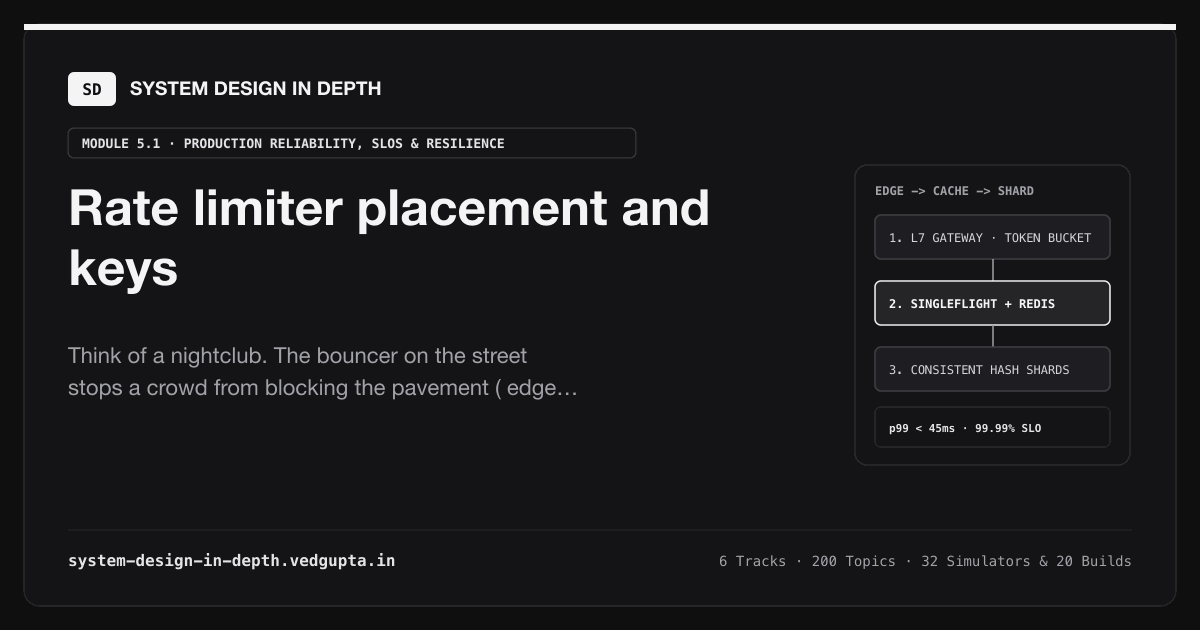 SD
SYSTEM DESIGN IN DEPTH
MODULE 5.1 · PRODUCTION RELIABILITY, SLOS & RESILIENCE
Rate limiter placement and
keys
Think of a nightclub. The bouncer on the street
stops a crowd from blocking the pavement ( edge…
EDGE —> CACHE —> SHARD
1. L7 GATEWAY · TOKEN BUCKET
2. SINGLEFLIGHT + REDIS
3. CONSISTENT HASH SHARDS
p99 < 45ms · 99.99% SLO
system-design-in-depth.vedgupta.in
6 Tracks · 200 Topics · 32 Simulators & 20 Builds